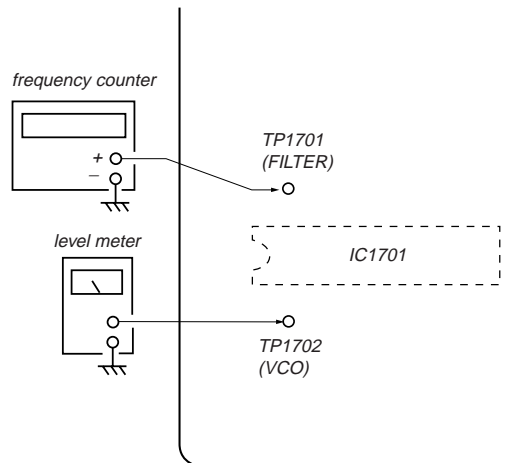 frequency counter
+
–
TP1701
(FILTER)
IC1701
level meter
TP1702
(VCO)